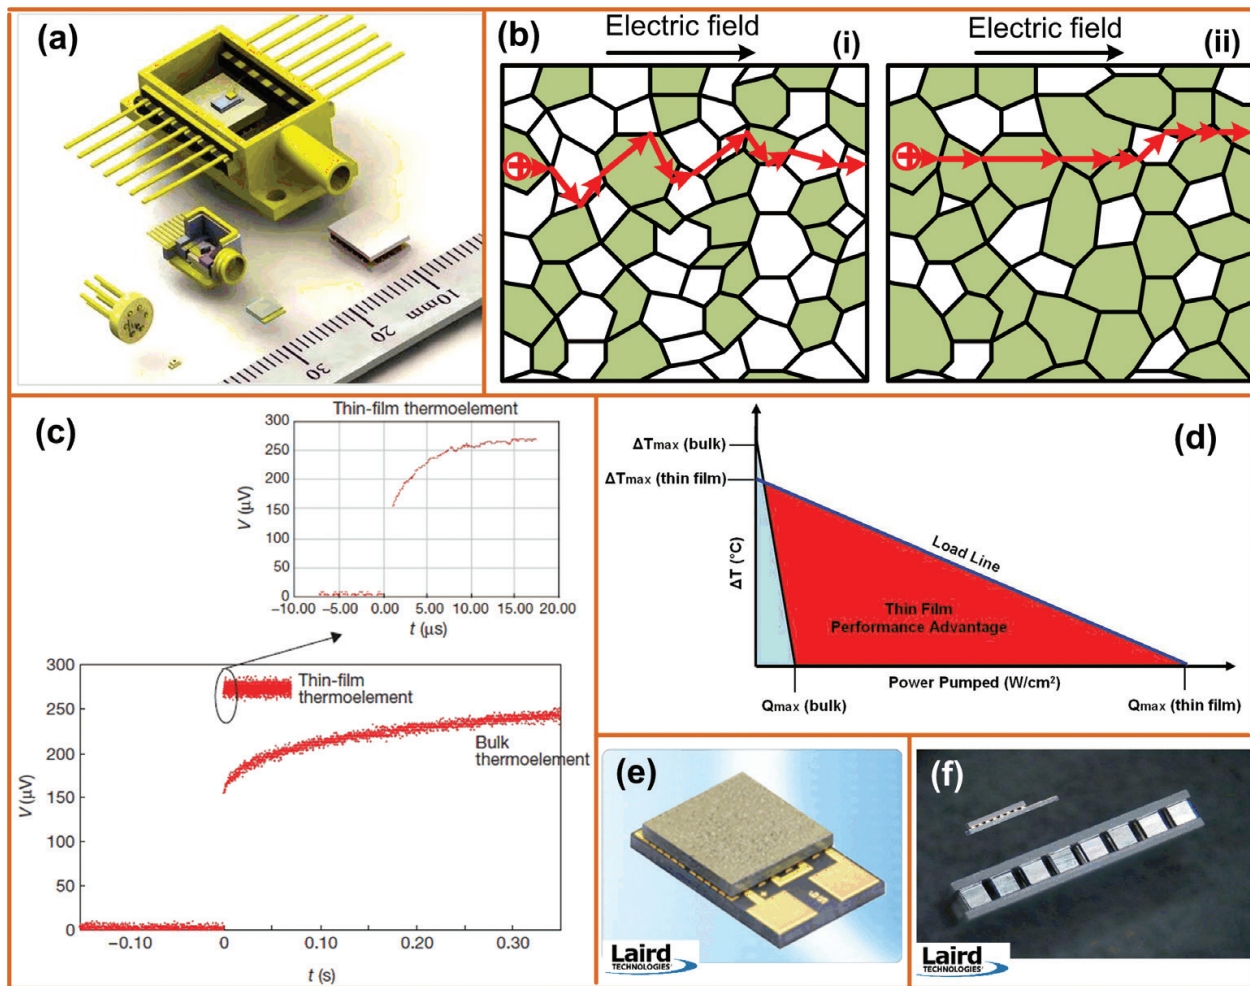 (a)
10mm
20
30
(b)
Electric field
(i)
Electric field
(ii)
(c)
Thin-film thermoelement
300
250
200
150
100
50
0
V (µV)
−10.00 −5.00 0.00 5.00 10.00 15.00 20.00
t (µs)
300
250
200
150
100
50
0
V (µV)
Thin-film
thermoelement
Bulk
thermoelement
−0.10 0 0.10 0.20 0.30
t (s)
(d)
ΔTmax (bulk)
ΔTmax (thin film)
ΔT (°C)
Load Line
Thin Film
Performance Advantage
Power Pumped (W/cm²)
Qmax (bulk)
Qmax (thin film)
(e)
Laird
TECHNOLOGIES
(f)
Laird
TECHNOLOGIES